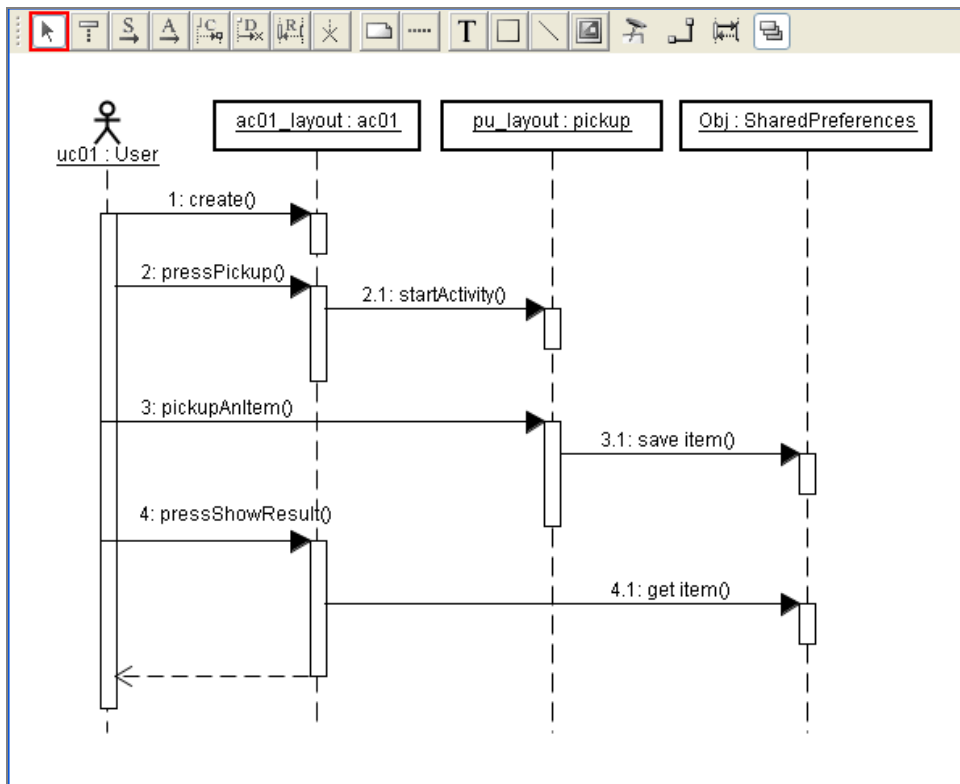 S A C D R T
ac01_layout : ac01 pu_layout : pickup Obj : SharedPreferences
uc01 : User
1: create()
2: pressPickup()
2.1: startActivity()
3: pickupAnItem()
3.1: save item()
4: pressShowResult()
4.1: get item()